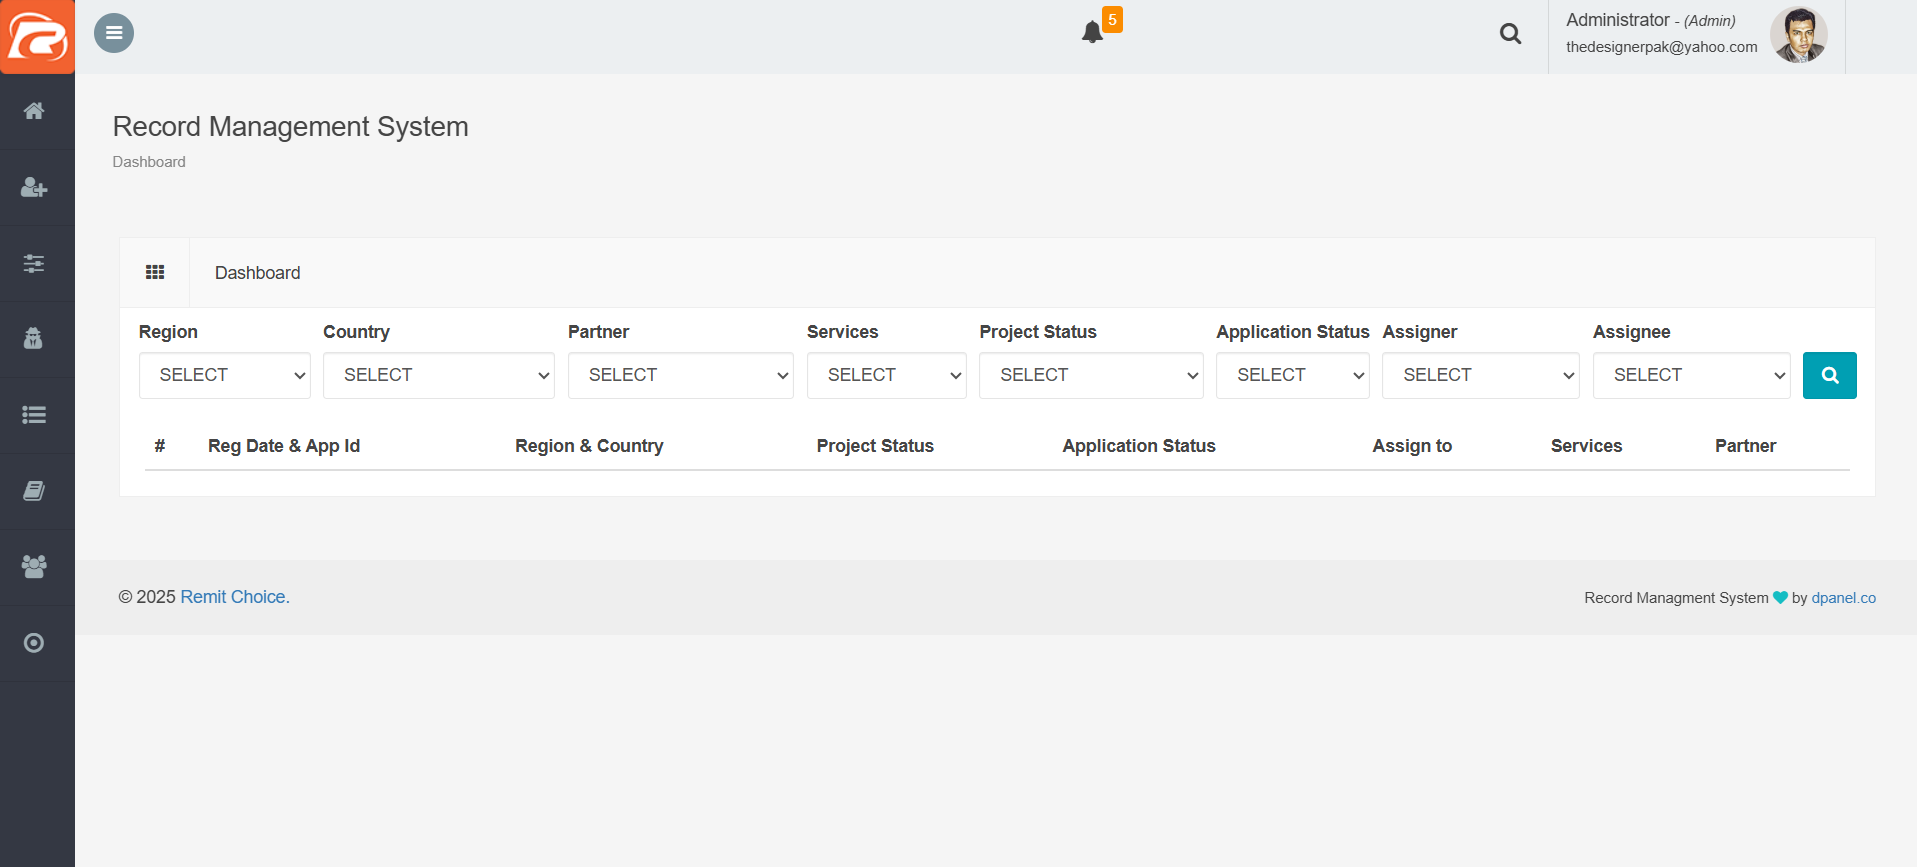 5
Administrator - (Admin)
thedesignerpak@yahoo.com
Record Management System
Dashboard
Dashboard
Region Country Partner Services Project Status Application Status Assigner Assignee
SELECT SELECT SELECT SELECT SELECT SELECT SELECT SELECT
# Reg Date & App Id Region & Country Project Status Application Status Assign to Services Partner
© 2025 Remit Choice.
Record Managment System by dpanel.co